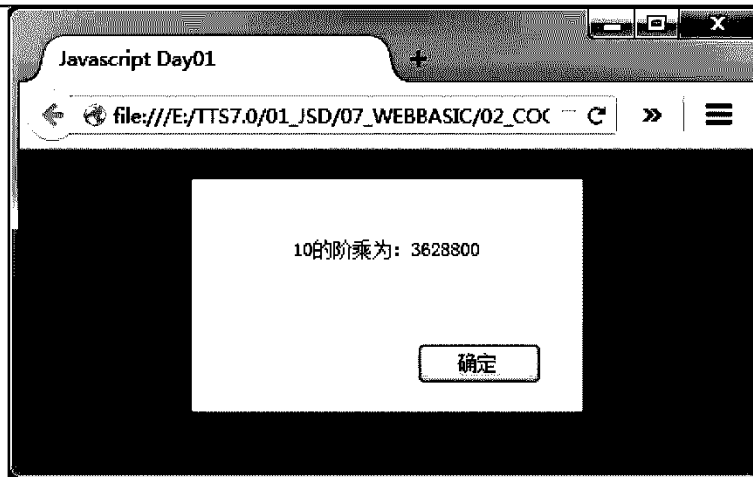 Javascript Day01
file:///E:/TTS7.0/01_JSD/07_WEBBASIC/02_COC
10的阶乘为：3628800
确定